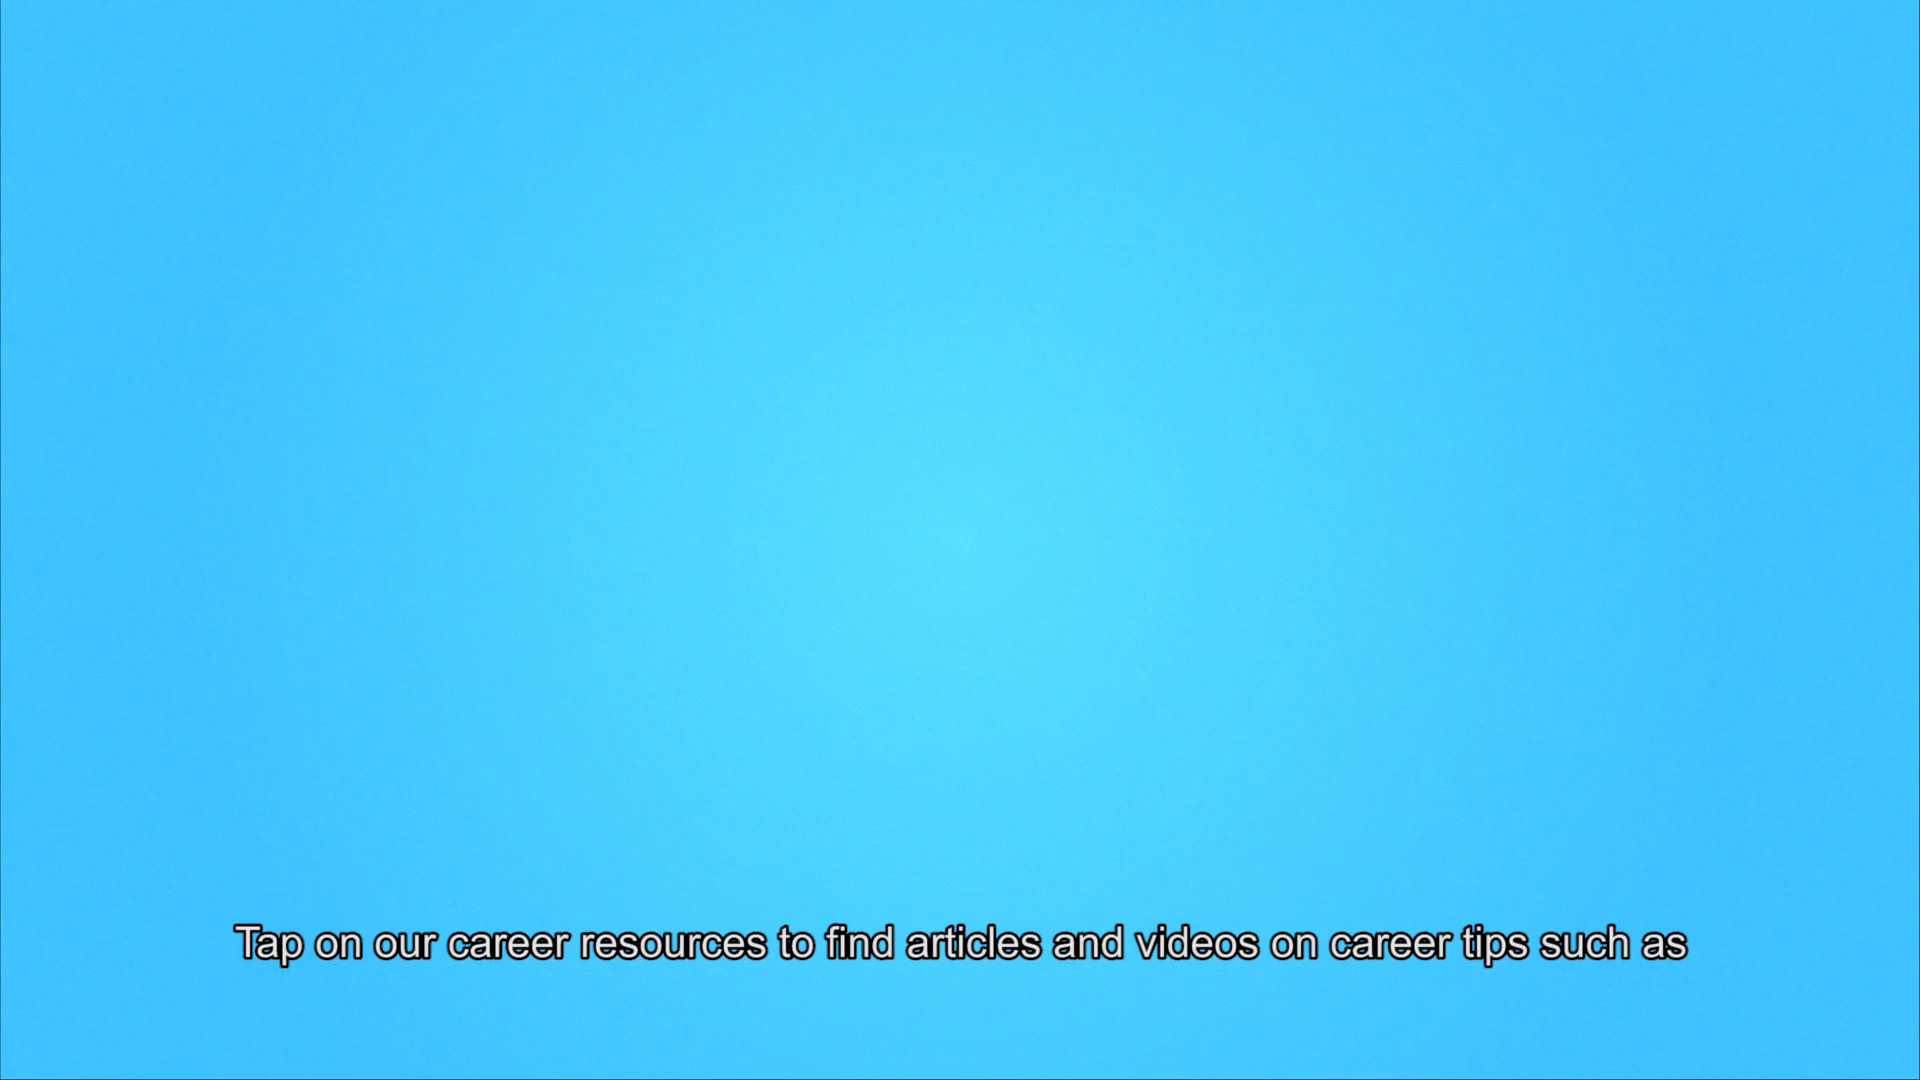 Tap on our career resources to find articles and videos on career tips such as